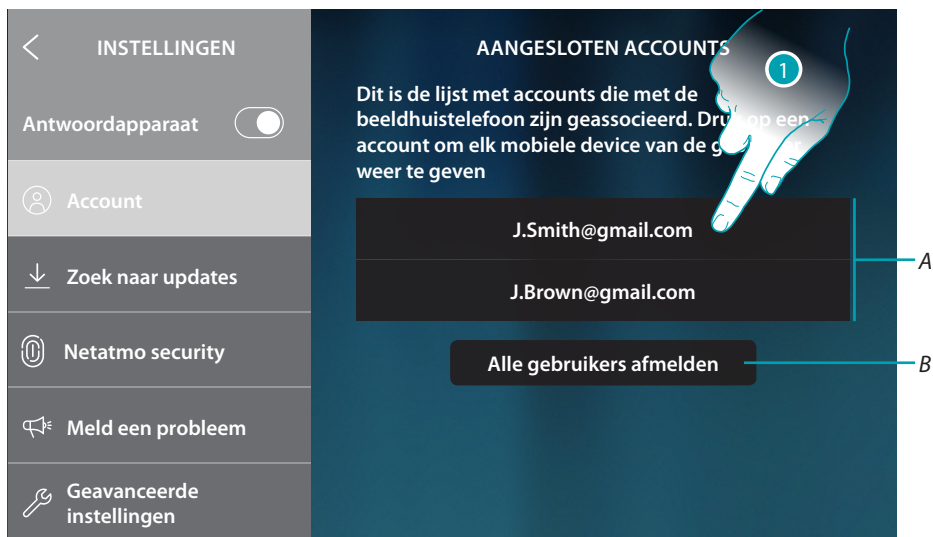 INSTELLINGEN
Antwoordapparaat
Account
Zoek naar updates
Netatmo security
Meld een probleem
Geavanceerde
instellingen
AANGESLOTEN ACCOUNTS
Dit is de lijst met accounts die met de
beeldhuistelefoon zijn geassocieerd. Druk op een
account om elk mobiele device van de
weer te geven
1
J.Smith@gmail.com
J.Brown@gmail.com
Alle gebruikers afmelden
A
B